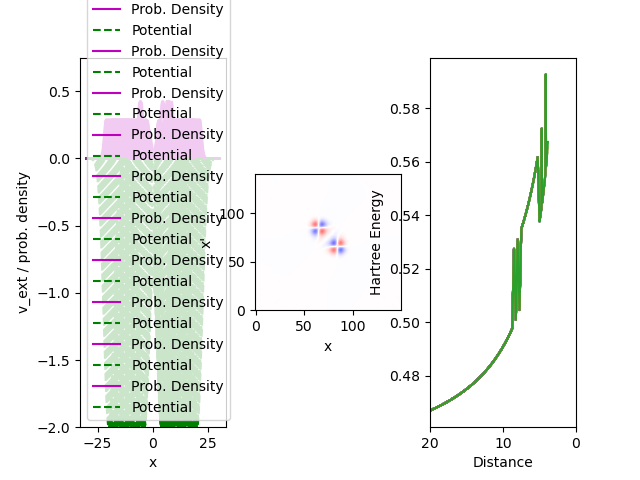 Prob. Density
Potential
Prob. Density
Potential
Prob. Density
Potential
Prob. Density
Potential
Prob. Density
Potential
Prob. Density
Potential
Prob. Density
Potential
Prob. Density
Potential
Prob. Density
Potential
Prob. Density
Potential
0.5
0.0
−0.5
−1.0
−1.5
−2.0
v_ext / prob. density
−25
0
25
x
100
50
0
x'
0
50
100
x
0.58
0.56
0.54
0.52
0.50
0.48
Hartree Energy
20
10
0
Distance